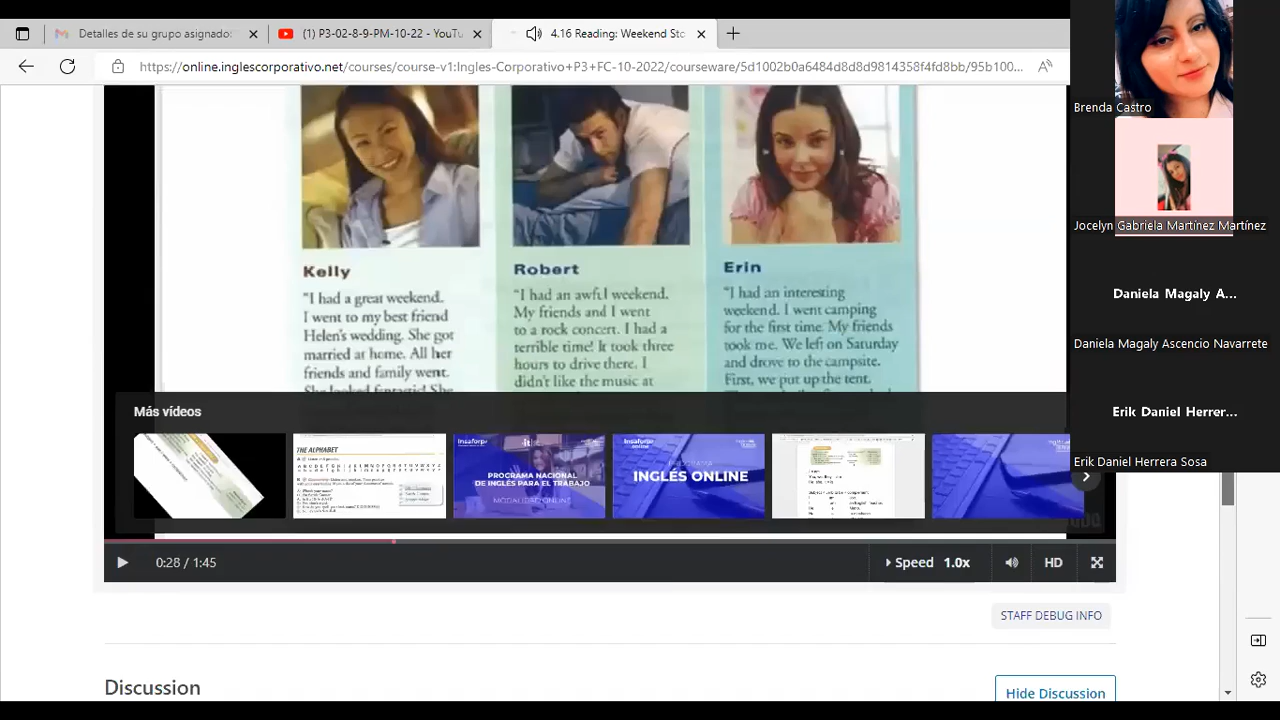 Detalles de su grupo asignado:
(1) P3-02-8-9-PM-10-22 - YouTu
4.16 Reading: Weekend Sto
https://online.inglescorporativo.net/courses/course-v1:Ingles-Corporativo+P3+FC-10-2022/courseware/5d1002b0a6484d8d8d9814358f4fd8bb/95b100...
Kelly
"I had a great weekend.
I went to my best friend
Helen's wedding. She got
married at home. All her
friends and family went.
She looked fantastic! She
Robert
"I had an awful weekend.
My friends and I went
to a rock concert. I had a
terrible time! It took three
hours to drive there. I
didn't like the music at
Erin
"I had an interesting
weekend. I went camping
for the first time. My friends
took me. We left on Saturday
and drove to the campsite.
First, we put up the tent.
Más vídeos
THE ALPHABET
Insaforp
PROGRAMA NACIONAL
DE INGLÉS PARA EL TRABAJO
MODALIDAD ONLINE
Insaforp
INGLÉS ONLINE
0:28 / 1:45
Speed 1.0x
HD
STAFF DEBUG INFO
Discussion
Hide Discussion
Brenda Castro
Jocelyn Gabriela Martínez Martínez
Daniela Magaly A...
Daniela Magaly Ascencio Navarrete
Erik Daniel Herrer...
Erik Daniel Herrera Sosa